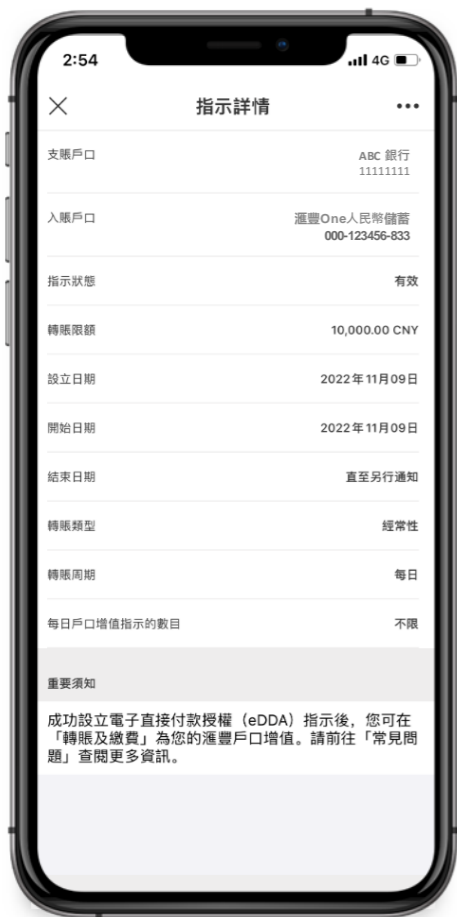 2:54
4G
指示詳情
支賬戶口
ABC 銀行
11111111
入賬戶口
滙豐One人民幣儲蓄
000-123456-833
指示狀態
有效
轉賬限額
10,000.00 CNY
設立日期
2022年11月09日
開始日期
2022年11月09日
結束日期
直至另行通知
轉賬類型
經常性
轉賬周期
每日
每日戶口增值指示的數目
不限
重要須知
成功設立電子直接付款授權（eDDA）指示後，您可在
「轉賬及繳費」為您的滙豐戶口增值。請前往「常見問
題」查閱更多資訊。